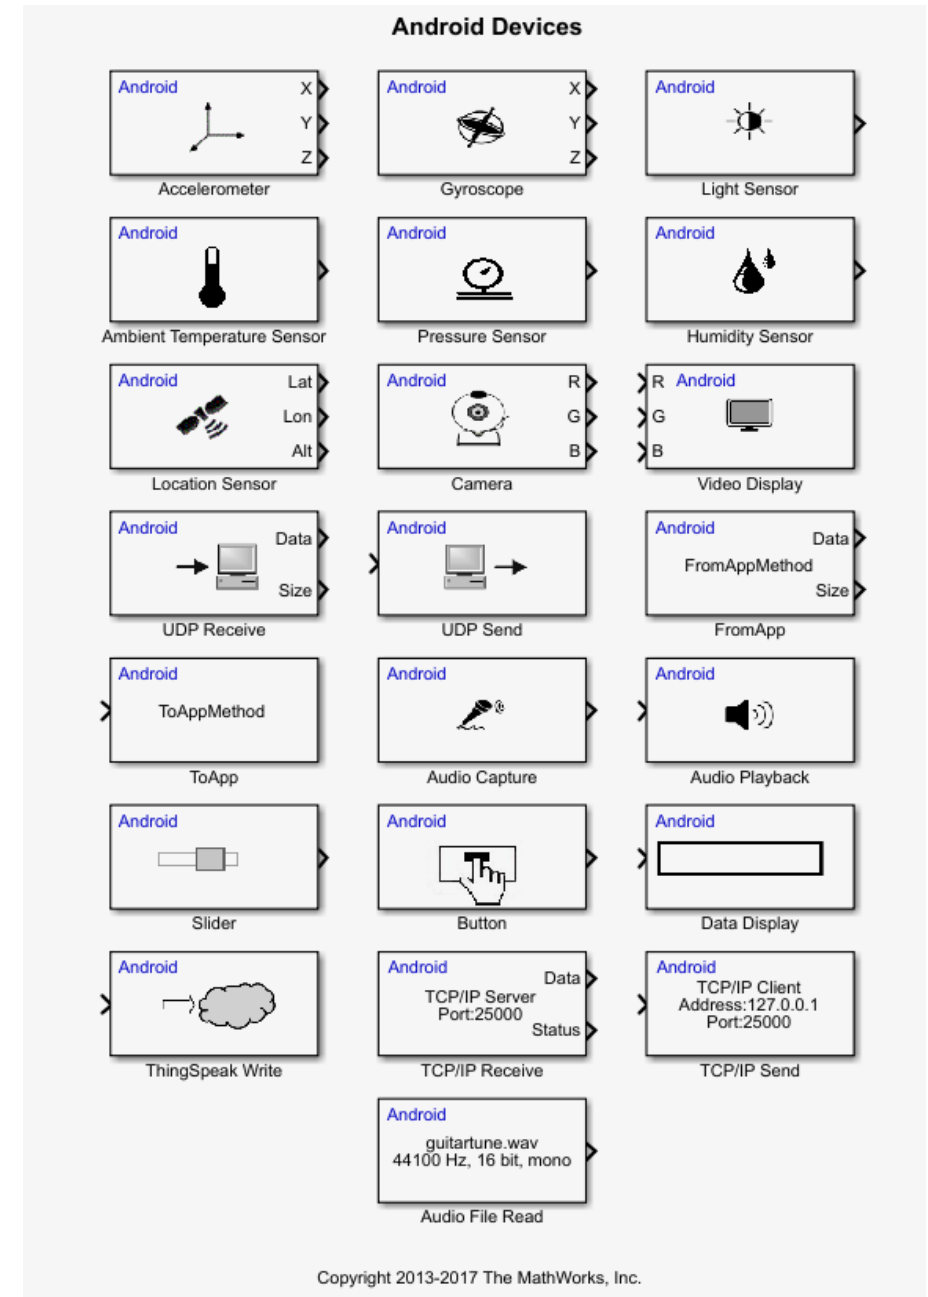 Android Devices
Android
X
Y
Z
Accelerometer
Android
X
Y
Z
Gyroscope
Android
Light Sensor
Android
Ambient Temperature Sensor
Android
Pressure Sensor
Android
Humidity Sensor
Android
Lat
Lon
Alt
Location Sensor
Android
R
G
B
Camera
R Android
G
B
Video Display
Android
Data
Size
UDP Receive
Android
UDP Send
Android
Data
FromAppMethod
Size
FromApp
Android
ToAppMethod
ToApp
Android
Audio Capture
Android
Audio Playback
Android
Slider
Android
Button
Android
Data Display
Android
ThingSpeak Write
Android
Data
TCP/IP Server
Port:25000
Status
TCP/IP Receive
Android
TCP/IP Client
Address:127.0.0.1
Port:25000
TCP/IP Send
Android
guitartune.wav
44100 Hz, 16 bit, mono
Audio File Read
Copyright 2013-2017 The MathWorks, Inc.